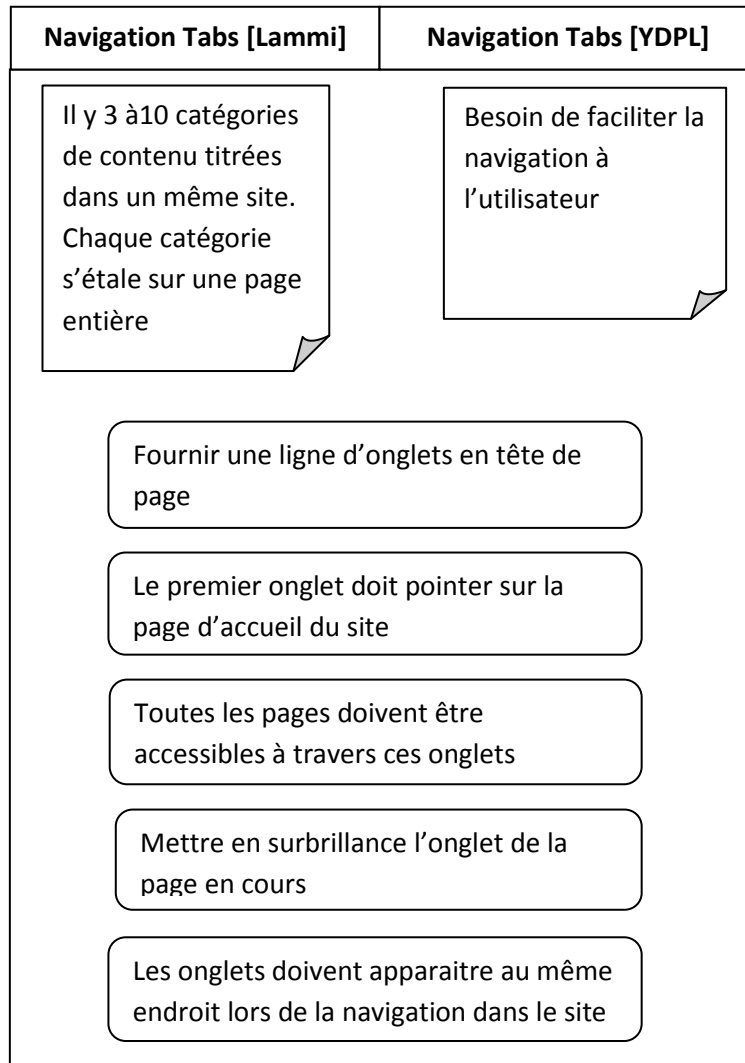 Navigation Tabs [Lammi] Navigation Tabs [YDPL]
Il y 3 à10 catégories
de contenu titrées
dans un même site.
Chaque catégorie
s’étale sur une page
entière
Besoin de faciliter la
navigation à
l’utilisateur
Fournir une ligne d’onglets en tête de
page
Le premier onglet doit pointer sur la
page d’accueil du site
Toutes les pages doivent être
accessibles à travers ces onglets
Mettre en surbrillance l’onglet de la
page en cours
Les onglets doivent apparaitre au même
endroit lors de la navigation dans le site